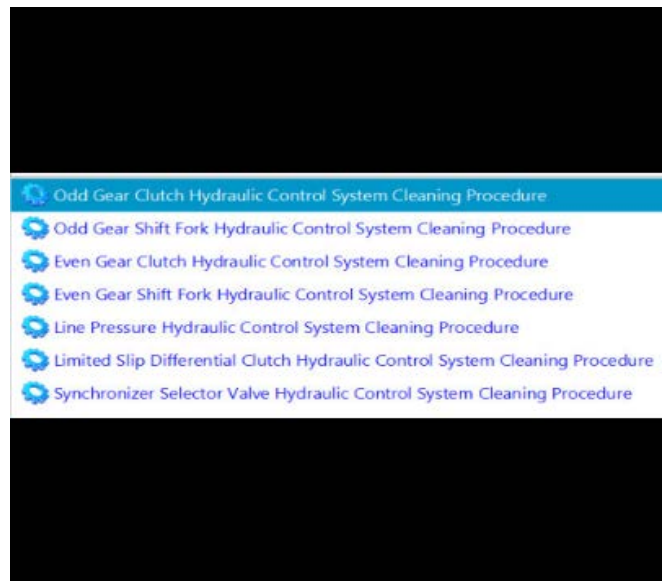 Odd Gear Clutch Hydraulic Control System Cleaning Procedure
Odd Gear Shift Fork Hydraulic Control System Cleaning Procedure
Even Gear Clutch Hydraulic Control System Cleaning Procedure
Even Gear Shift Fork Hydraulic Control System Cleaning Procedure
Line Pressure Hydraulic Control System Cleaning Procedure
Limited Slip Differential Clutch Hydraulic Control System Cleaning Procedure
Synchronizer Selector Valve Hydraulic Control System Cleaning Procedure